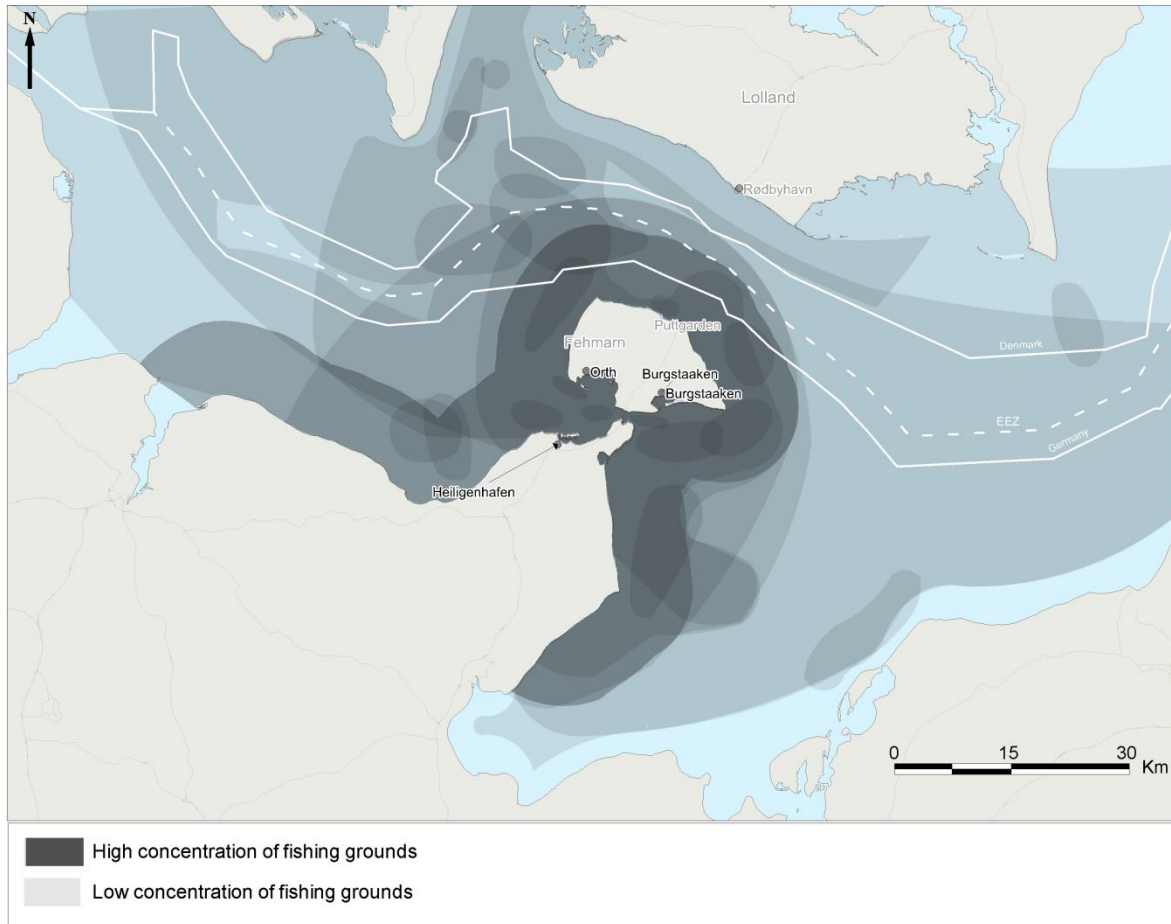 N
Lolland
Rødbyhavn
Puttgarden
Fehmarn
Denmark
Orth
Burgstaaken
Burgstaaken
EEZ
Germany
Heiligenhafen
0 15 30
Km
High concentration of fishing grounds
Low concentration of fishing grounds